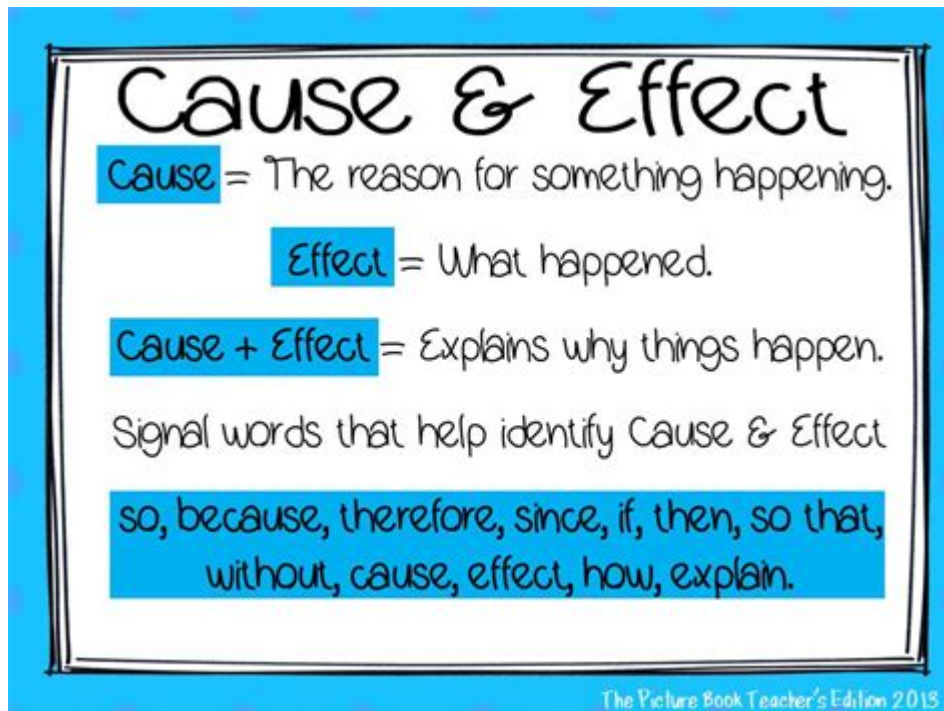 Cause & Effect
Cause = The reason for something happening.
Effect = What happened.
Cause + Effect = Explains why things happen.
Signal words that help identify Cause & Effect
so, because, therefore, since, if, then, so that,
without, cause, effect, how, explain.
The Picture Book Teacher's Edition 2013